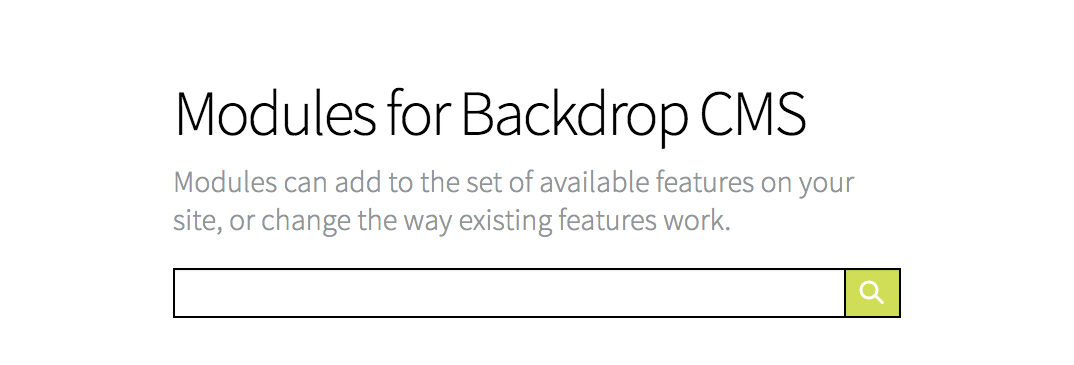 Modules for Backdrop CMS
Modules can add to the set of available features on your
site, or change the way existing features work.